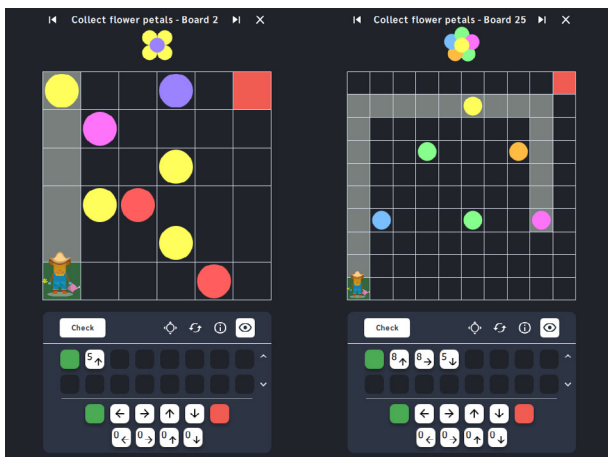 Collect flower petals - Board 2
Check
5
0 0 0 0
Collect flower petals - Board 25
Check
8 8 5
0 0 0 0